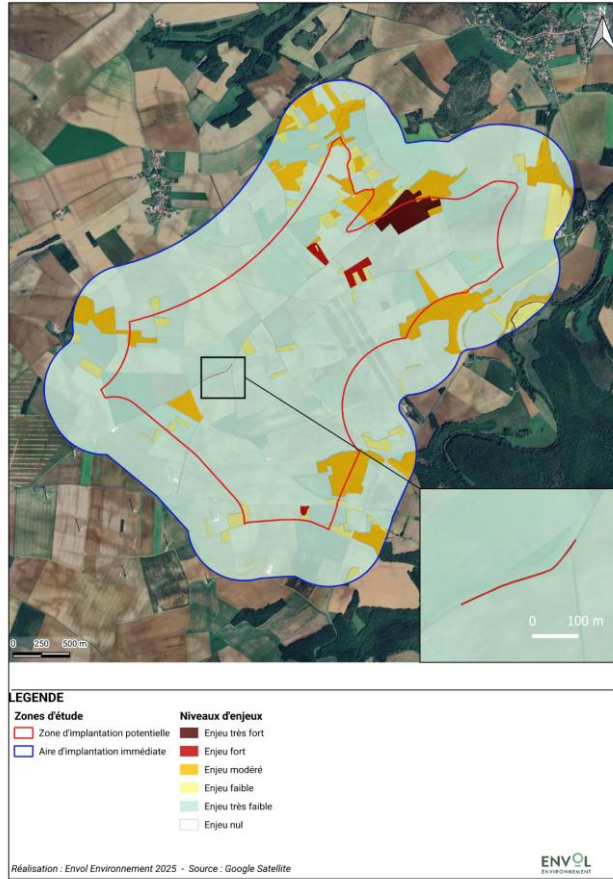 0 100 m
0 250 500 m
LEGENDE
Zones d'étude
Zone d'implantation potentielle
Aire d'implantation immédiate
Niveaux d'enjeux
Enjeu très fort
Enjeu fort
Enjeu modéré
Enjeu faible
Enjeu très faible
Enjeu nul
Réalisation : Envol Environnement 2025 - Source : Google Satellite
ENVOL
ENVIRONNEMENT